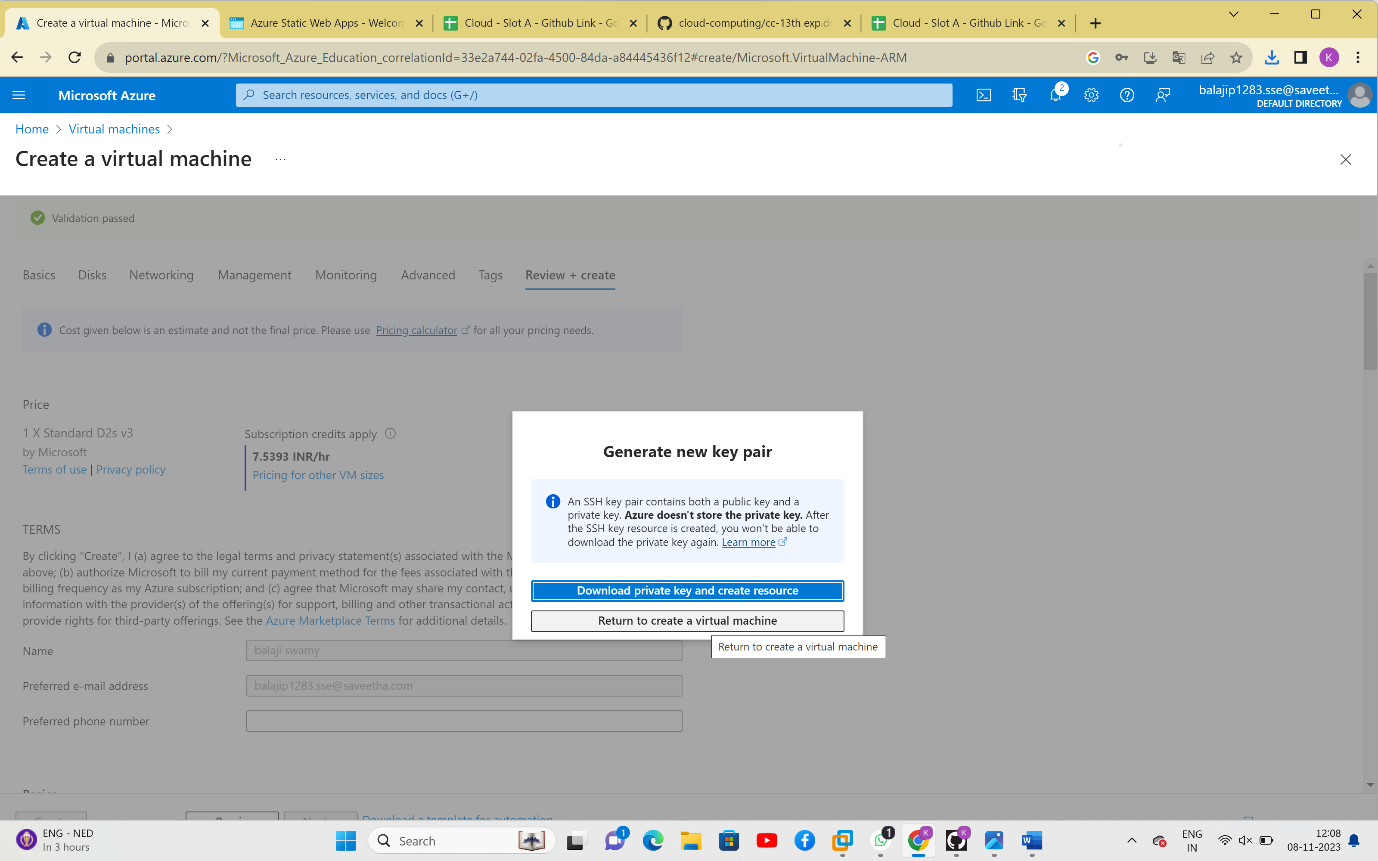 Create a virtual machine - Micro
Azure Static Web Apps - Welcon
Cloud - Slot A - Github Link - Go
cloud-computing/cc-13th exp.d
Cloud - Slot A - Github Link - Go
portal.azure.com/?Microsoft_Azure_Education_correlationId=33e2a744-02fa-4500-84da-a84445436f12#create/Microsoft.VirtualMachine-ARM
K
Microsoft Azure
Search resources, services, and docs (G+/)
2
balajip1283.sse@saveet...
DEFAULT DIRECTORY
Home > Virtual machines >
Create a virtual machine ...
Validation passed
Basics Disks Networking Management Monitoring Advanced Tags Review + create
Cost given below is an estimate and not the final price. Please use Pricing calculator for all your pricing needs.
Price
1 X Standard D2s v3
by Microsoft
Terms of use | Privacy policy
Subscription credits apply
7.5393 INR/hr
Pricing for other VM sizes
TERMS
By clicking "Create", I (a) agree to the legal terms and privacy statement(s) associated with the M
above; (b) authorize Microsoft to bill my current payment method for the fees associated with th
billing frequency as my Azure subscription; and (c) agree that Microsoft may share my contact, u
information with the provider(s) of the offering(s) for support, billing and other transactional act
provide rights for third-party offerings. See the Azure Marketplace Terms for additional details.
Name
balaji swamy
Preferred e-mail address
balajip1283.sse@saveetha.com
Preferred phone number
Generate new key pair
An SSH key pair contains both a public key and a
private key. Azure doesn't store the private key. After
the SSH key resource is created, you won't be able to
download the private key again. Learn more
Download private key and create resource
Return to create a virtual machine
Return to create a virtual machine
Basics
Download a template for automation
ENG - NED
In 3 hours
Search
1
1
K
K
ENG
IN
12:08
08-11-2023